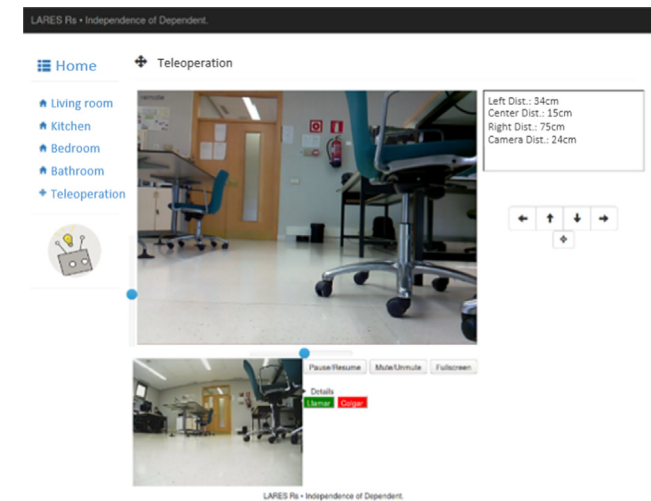 LARES Rs • Independence of Dependent.
Home
Teleoperation
Living room
Kitchen
Bedroom
Bathroom
Teleoperation
remote
Left Dist.: 34cm
Center Dist.: 15cm
Right Dist.: 75cm
Camera Dist.: 24cm
Pause/Resume
Mute/Unmute
Fullscreen
Details
Llamar
Colgar
LARES Rs • Independence of Dependent.